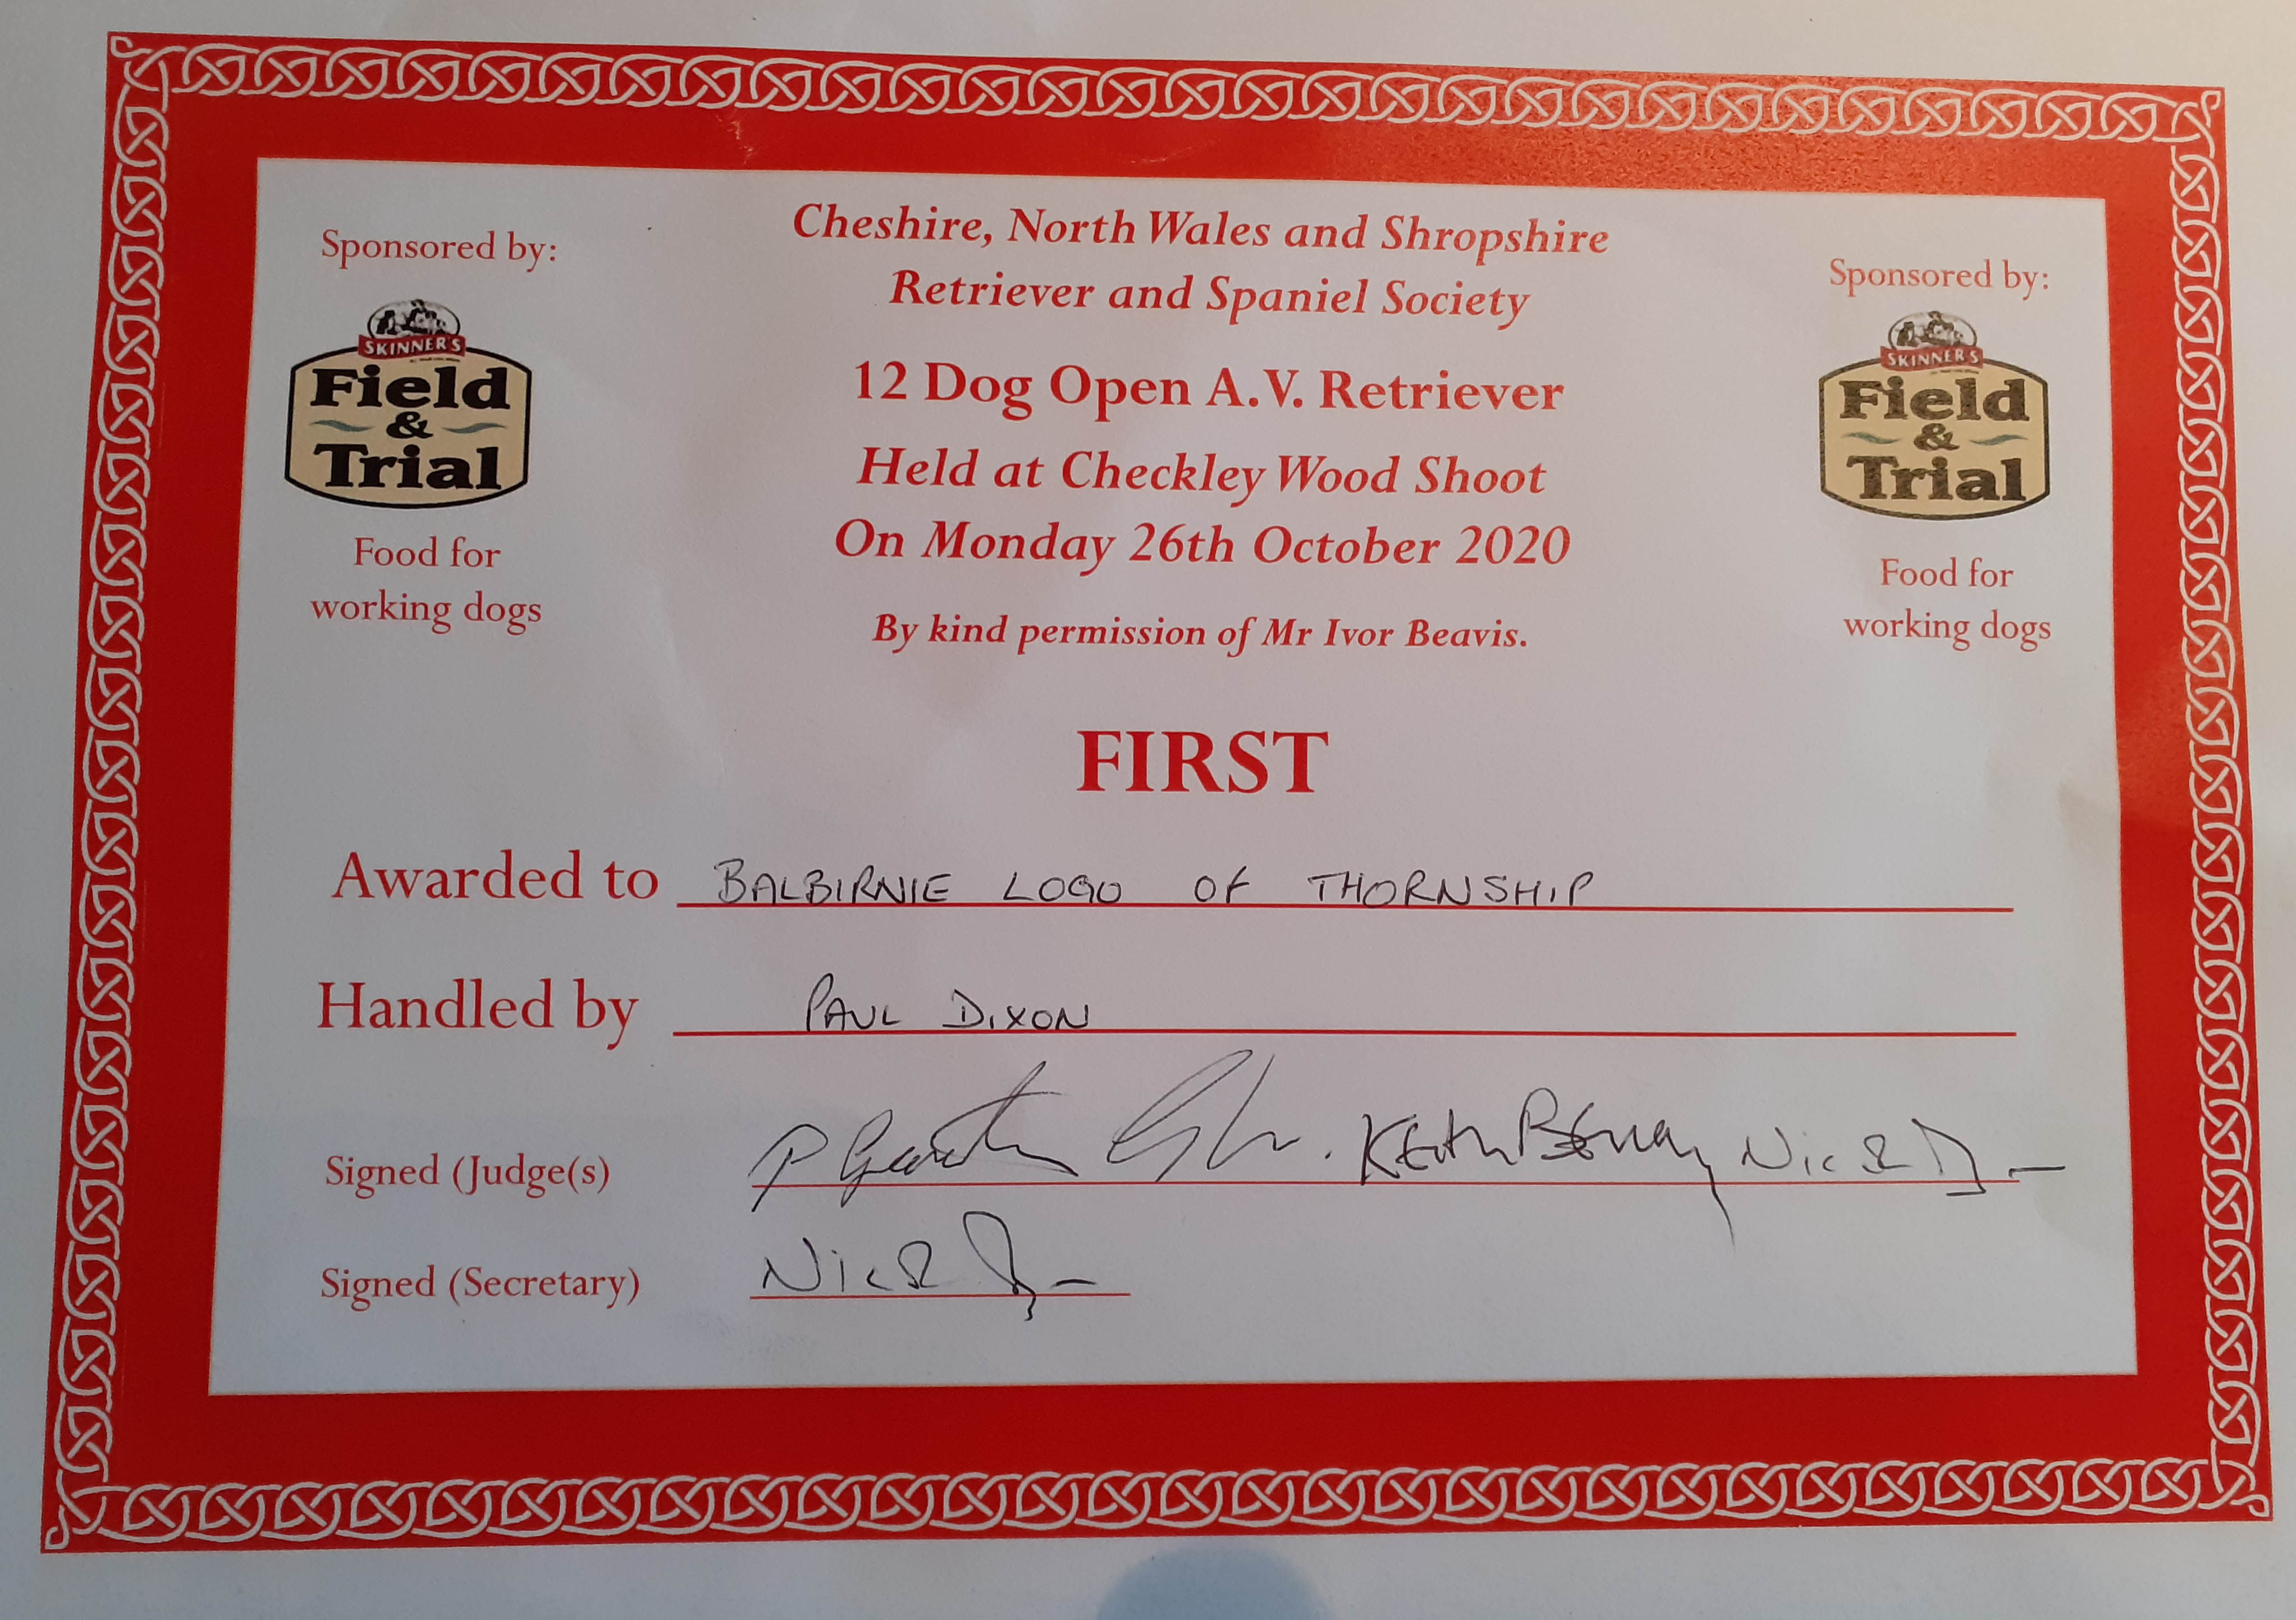 Cheshire, North Wales and Shropshire
Retriever and Spaniel Society
12 Dog Open A.V. Retriever
Held at Checkley Wood Shoot
On Monday 26th October 2020
By kind permission of Mr Ivor Beavis.
Sponsored by:
SKINNER'S
Field
&
Trial
Food for
working dogs
Sponsored by:
SKINNER'S
Field
&
Trial
Food for
working dogs
FIRST
Awarded to BALBIRNIE LOGO OF THORNSHIP
Handled by PAUL DIXON
Signed (Judge(s) Keith Nick
Signed (Secretary) Nick